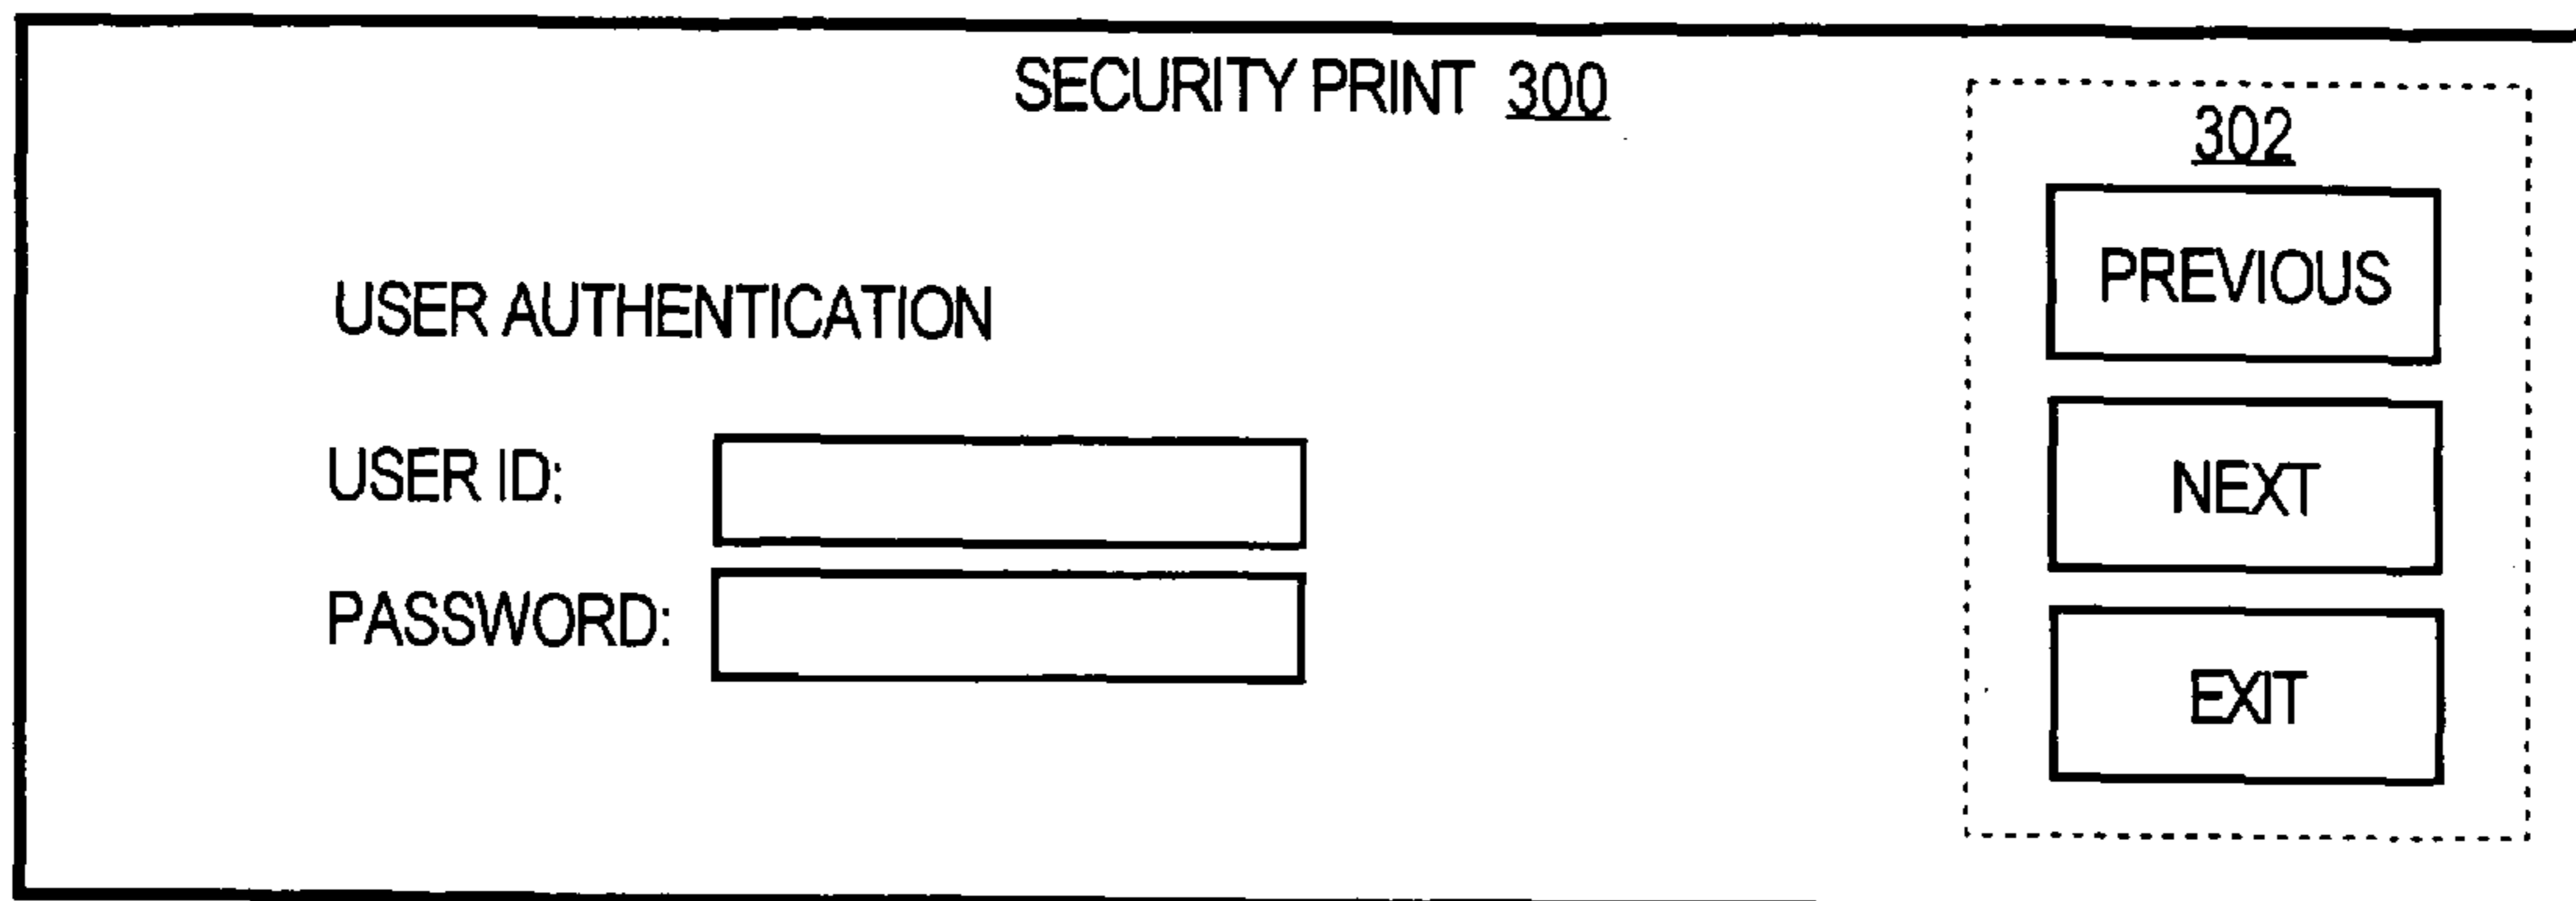 SECURITY PRINT 300
302
PREVIOUS
USER AUTHENTICATION
USER ID:
NEXT
PASSWORD:
EXIT